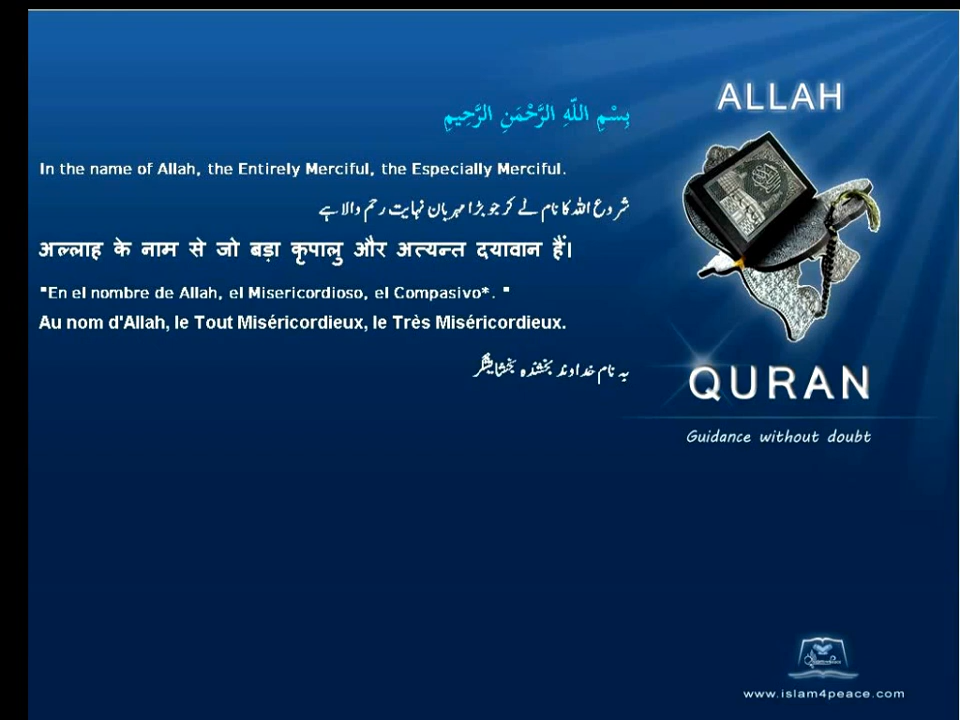 بِسْمِ اللّهِ الرَّحْمَنِ الرَّحِيمِ
In the name of Allah, the Entirely Merciful, the Especially Merciful.
شروع الله کا نام لے کر جو بڑا مہربان نہایت رحم والا ہے
अल्लाह के नाम से जो बड़ा कृपालु और अत्यन्त दयावान हैं।
"En el nombre de Allah, el Misericordioso, el Compasivo*. "
Au nom d'Allah, le Tout Miséricordieux, le Très Miséricordieux.
به نام خداوند بخشنده بخشایشگر
ALLAH
QURAN
Guidance without doubt
www.islam4peace.com